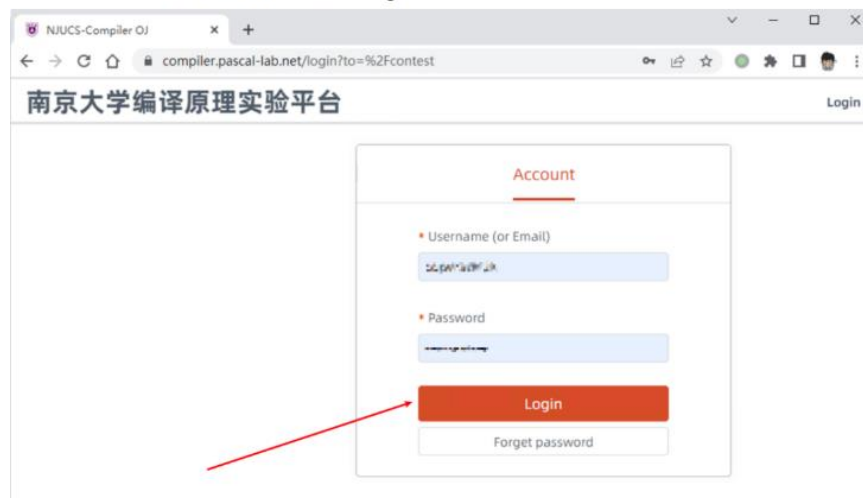 NJUCS-Compiler OJ
compiler.pascal-lab.net/login?to=%2Fcontest
南京大学编译原理实验平台
Login
Account
* Username (or Email)
* Password
Login
Forget password